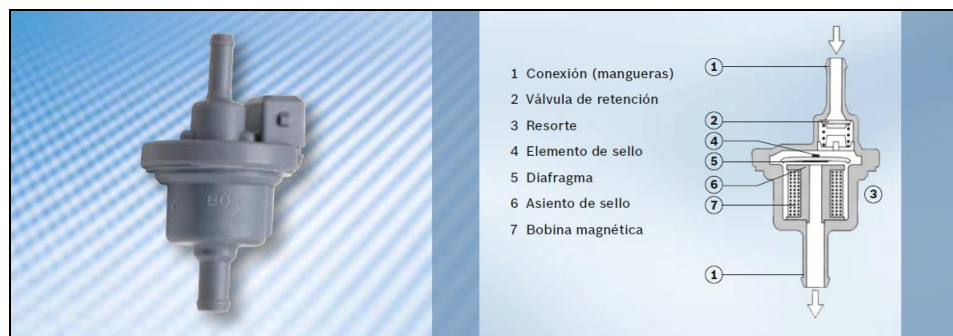 BOSCH
1 Conexión (mangueras)
2 Válvula de retención
3 Resorte
4 Elemento de sello
5 Diafragma
6 Asiento de sello
7 Bobina magnética
1
2
4
5
6
7
3
1